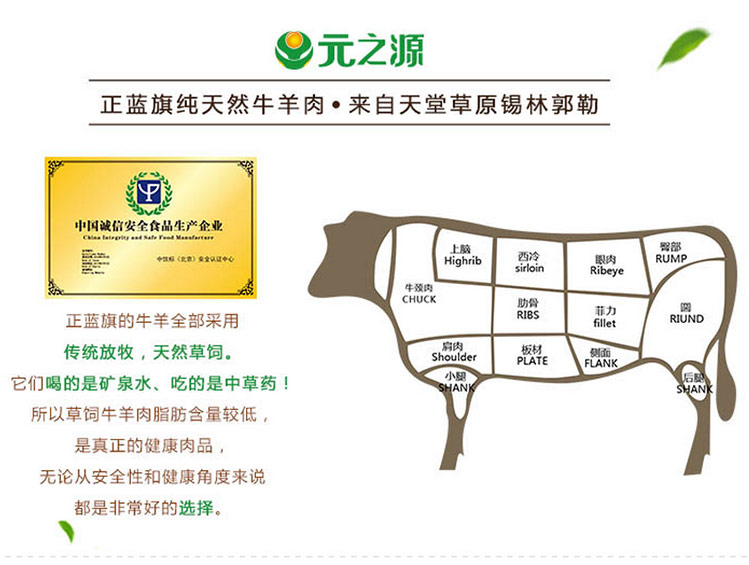 元之源
正蓝旗纯天然牛羊肉•来自天堂草原锡林郭勒
中国诚信安全食品生产企业
China Integrity and Safe Food Manufacture
中饮标（北京）安全认证中心
正蓝旗的牛羊全部采用
传统放牧，天然草饲。
它们喝的是矿泉水、吃的是中草药！
所以草饲牛羊肉脂肪含量较低，
是真正的健康肉品，
无论从安全性和健康角度来说
都是非常好的选择。
上脑
Highrib
西冷
sirloin
眼肉
Ribeye
臀部
RUMP
牛颈肉
CHUCK
肋骨
RIBS
菲力
fillet
圆
RIUND
肩肉
Shoulder
板材
PLATE
侧面
FLANK
小腿
SHANK
后腿
SHANK